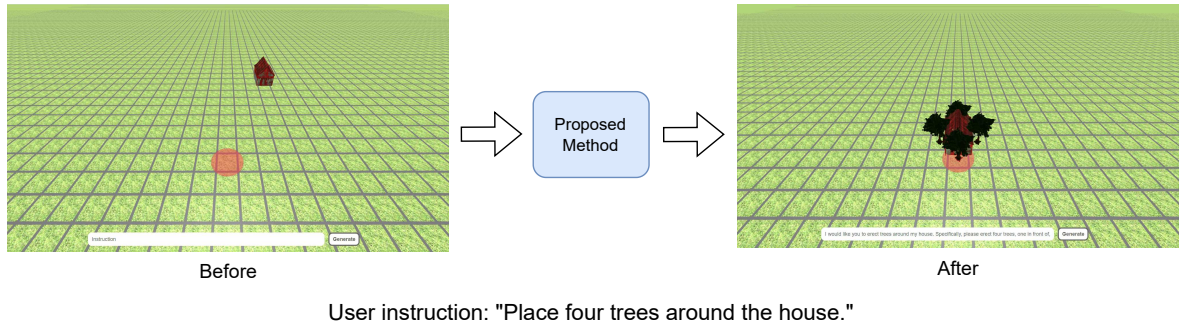 Instruction
Generate
Before
Proposed
Method
I would like you to erect trees around my house. Specifically, please erect four trees, one in front of,
Generate
After
User instruction: "Place four trees around the house."